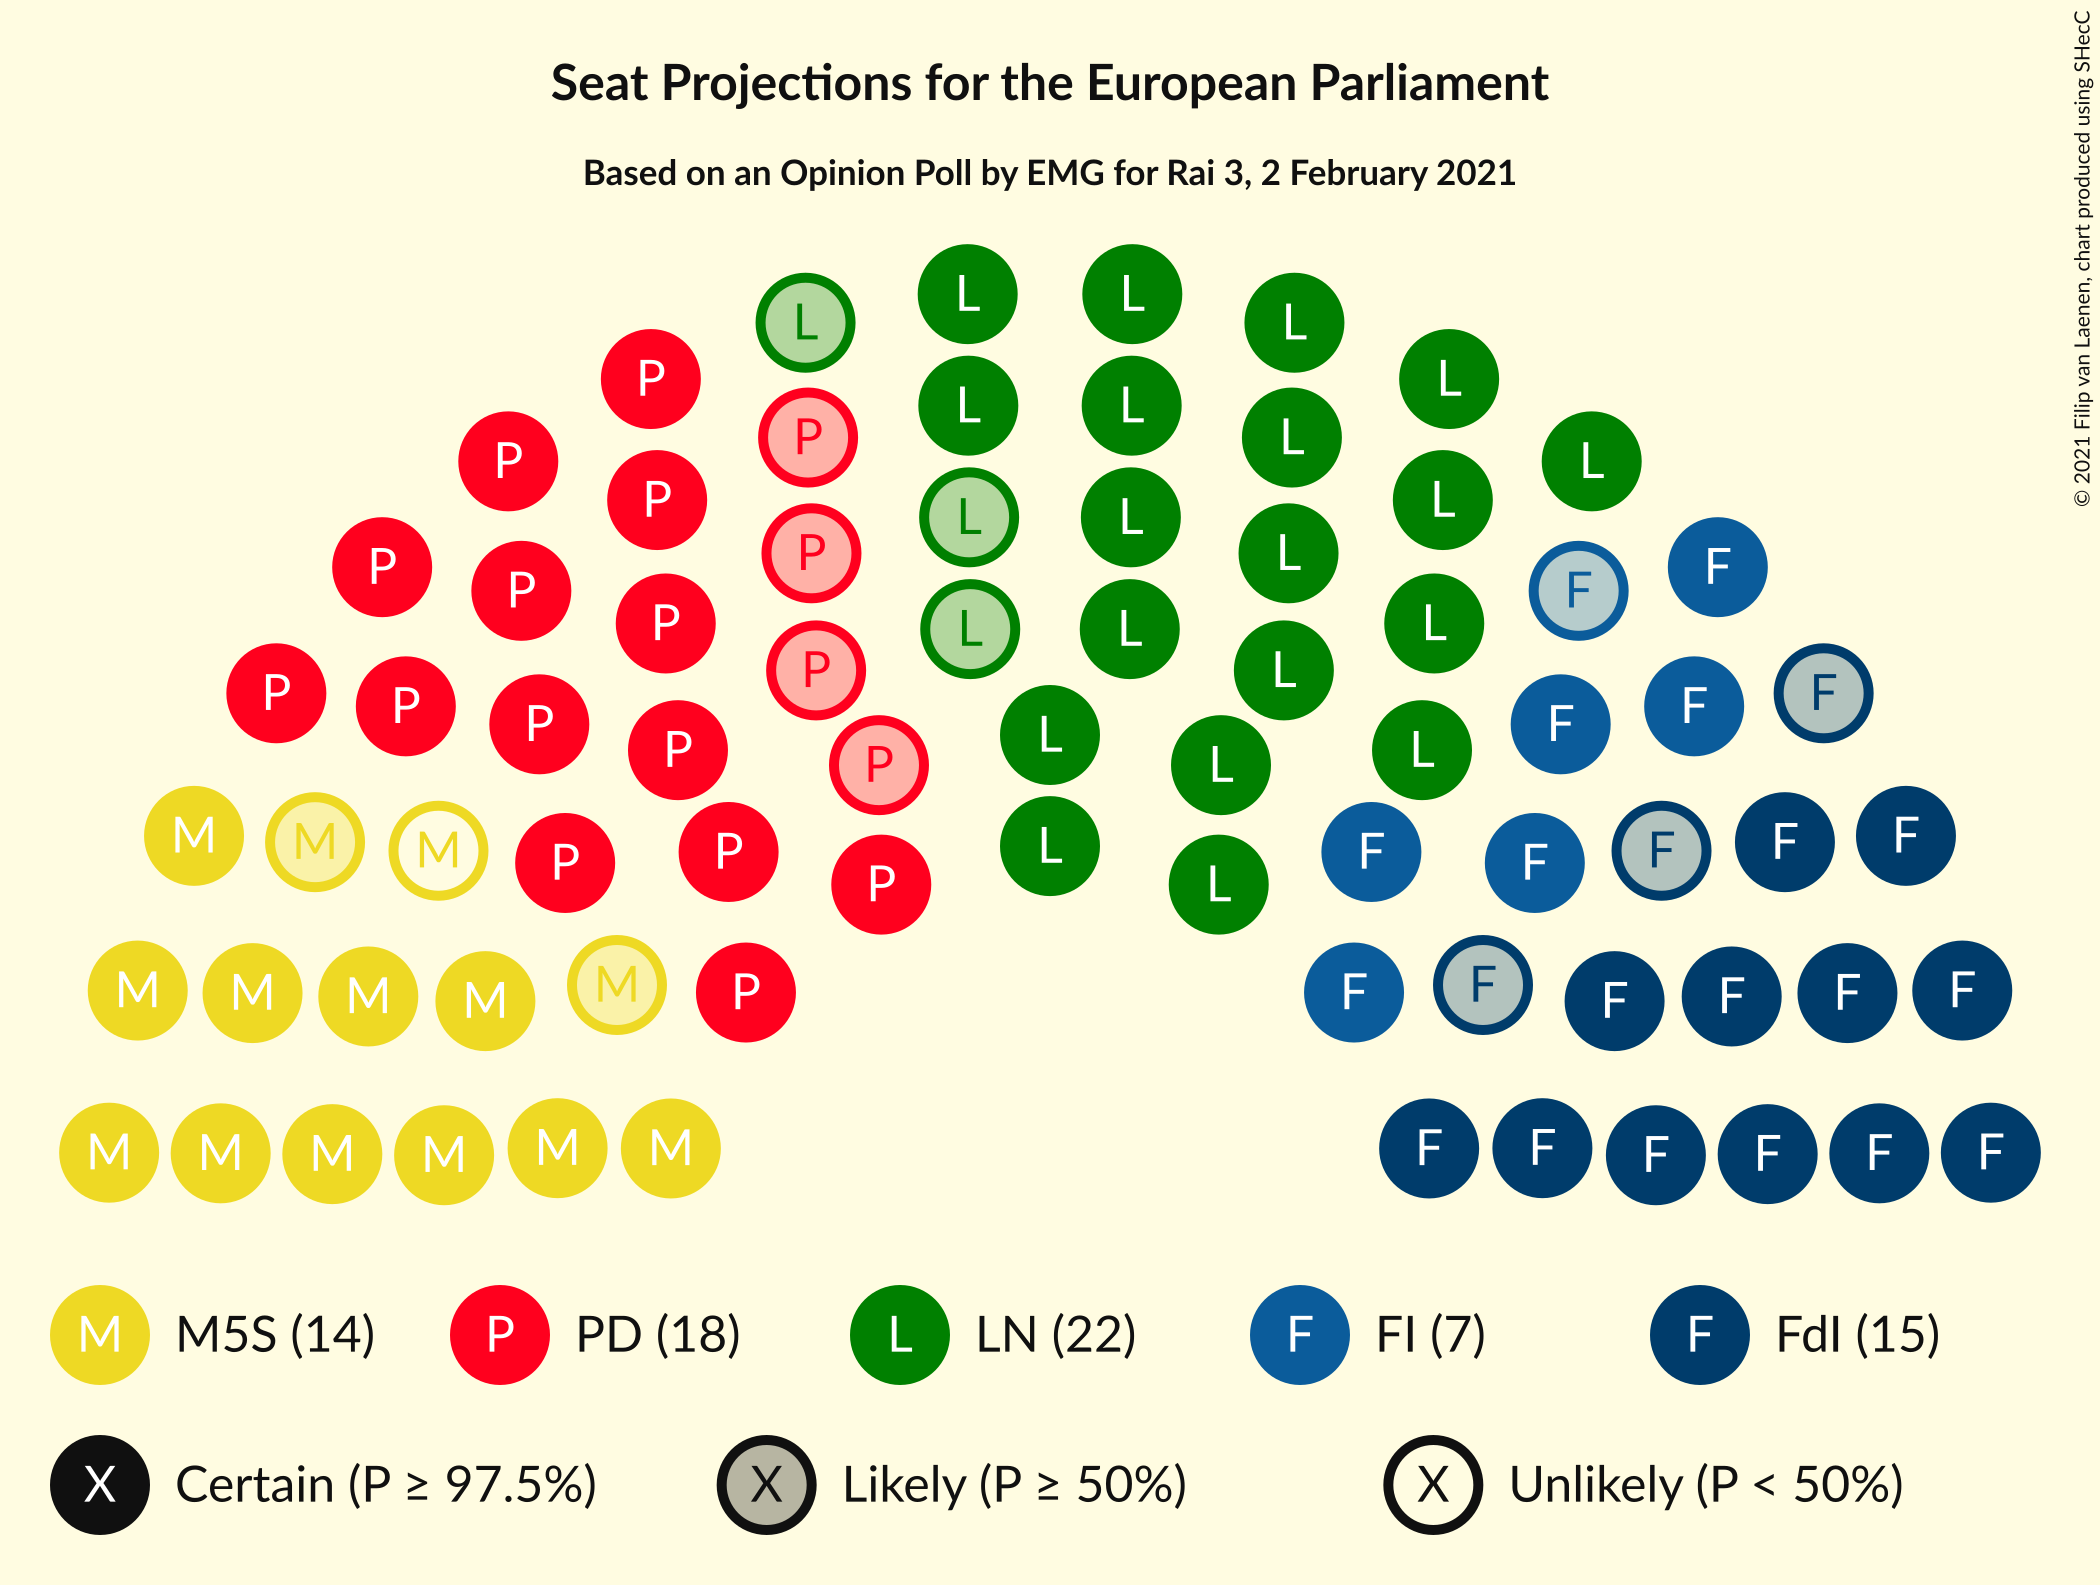 Seat Projections for the European Parliament
Based on an Opinion Poll by EMG for Rai 3, 2 February 2021
© 2021 Filip van Laenen, chart produced using SHecC
L L
L L
P L
L L
P L L L
P L
P P L L
L L
P P L L
P P F F
P P L L
L L
P L
P F
P P P P F F
L
P L
P L
M F
M M P P F F F F
L
P L
M M M M M P F F F F F F
M M M M M M F F F F F F
M M5S (14) P PD (18) L LN (22) F FI (7) F FdI (15)
X Certain (P ≥ 97.5%) X Likely (P ≥ 50%) X Unlikely (P < 50%)